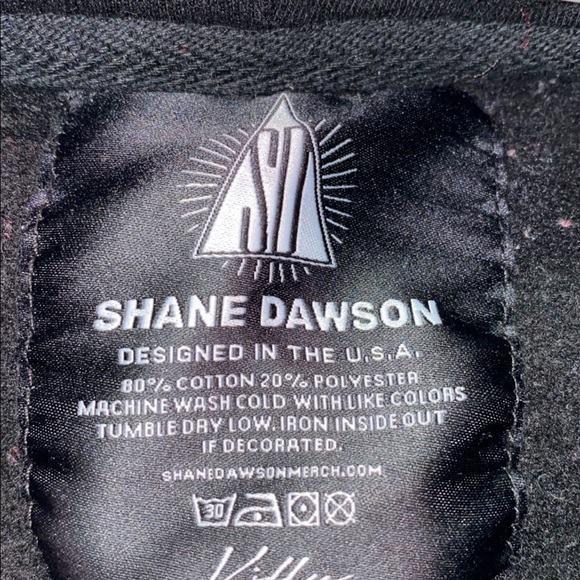 SD
SHANE DAWSON
DESIGNED IN THE U.S.A.
80% COTTON 20% POLYESTER
MACHINE WASH COLD WITH LIKE COLORS
TUMBLE DRY LOW. IRON INSIDE OUT
IF DECORATED.
SHANEDAWSONMERCH.COM
30